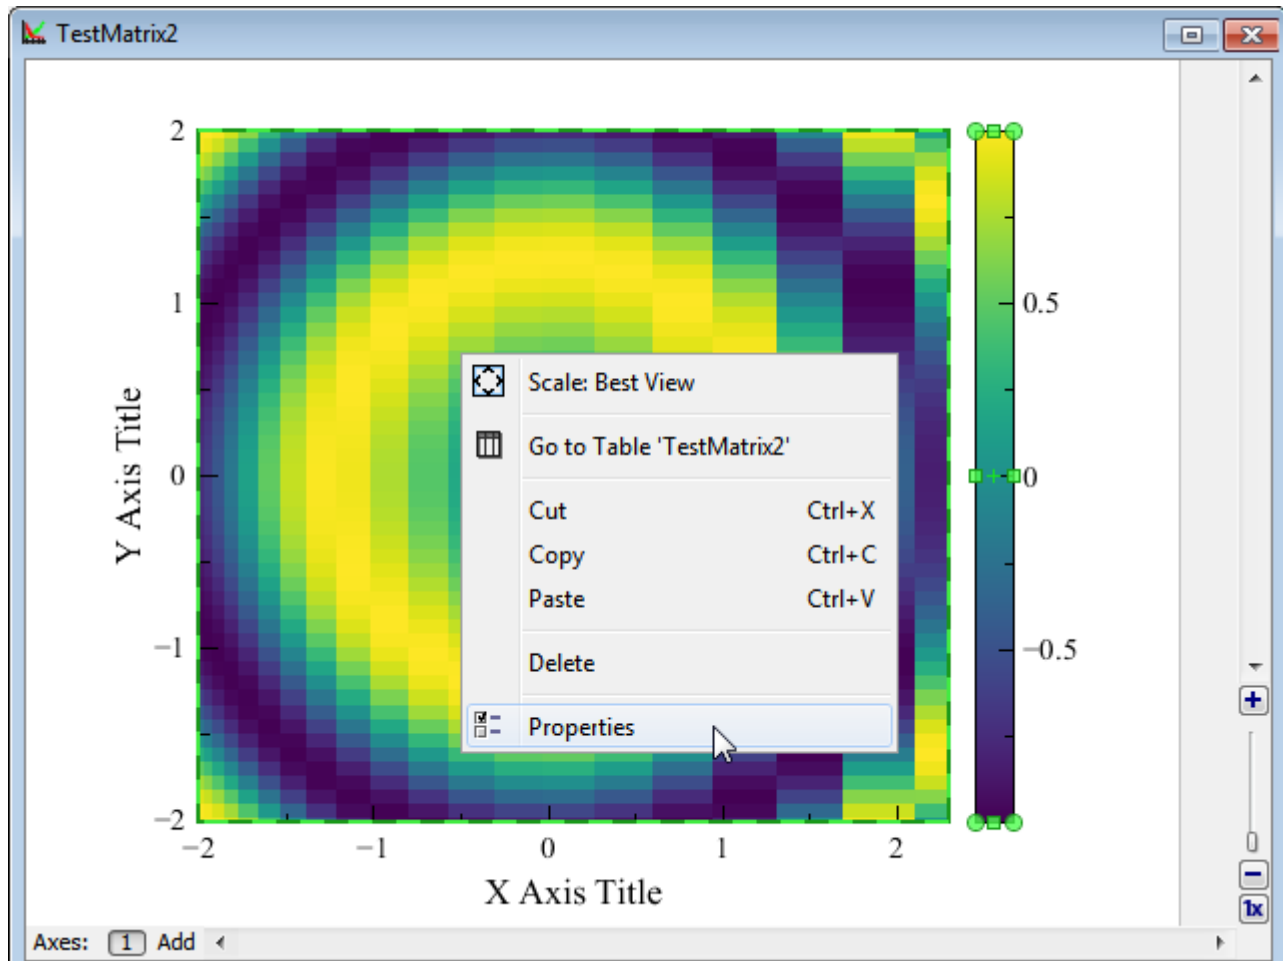 TestMatrix2
2
1
0
−1
−2
Y Axis Title
−2 −1 0 1 2
X Axis Title
0.5
0
−0.5
Scale: Best View
Go to Table 'TestMatrix2'
Cut Ctrl+X
Copy Ctrl+C
Paste Ctrl+V
Delete
Properties
1x
Axes: 1 Add